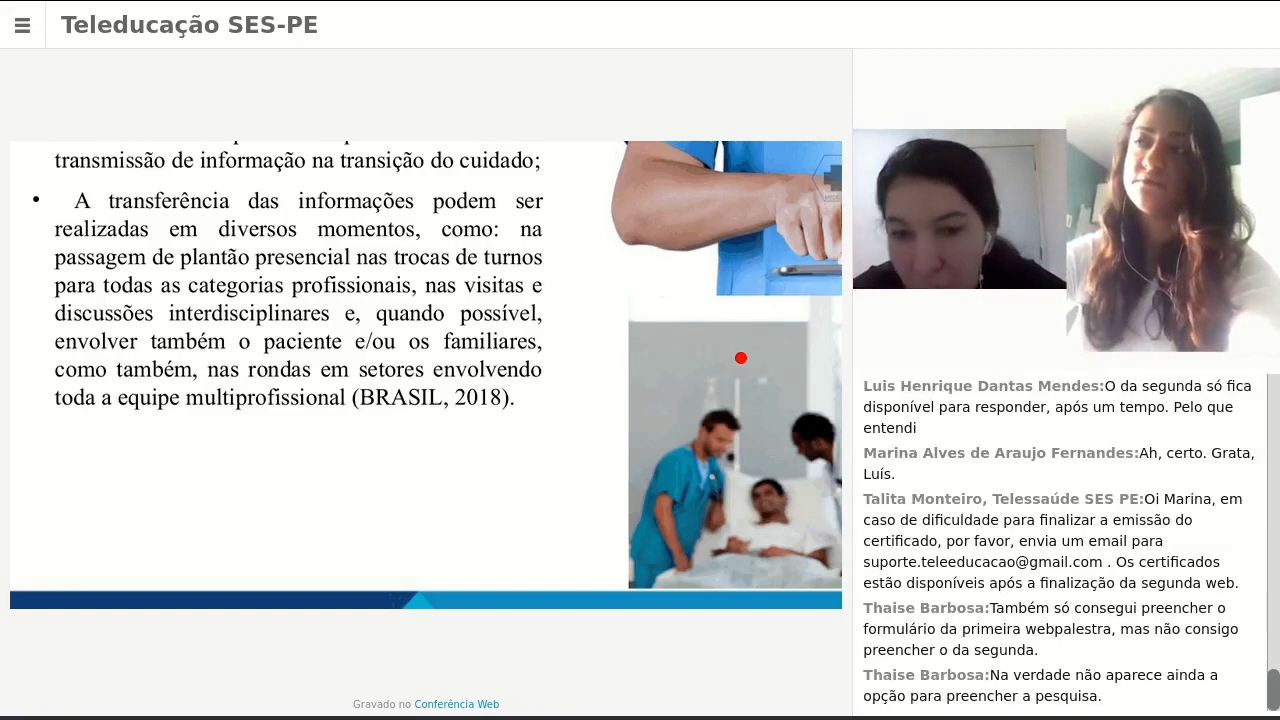 Teleducação SES-PE
transmissão de informação na transição do cuidado;
• A transferência das informações podem ser
realizadas em diversos momentos, como: na
passagem de plantão presencial nas trocas de turnos
para todas as categorias profissionais, nas visitas e
discussões interdisciplinares e, quando possível,
envolver também o paciente e/ou os familiares,
como também, nas rondas em setores envolvendo
toda a equipe multiprofissional (BRASIL, 2018).
Gravado no Conferência Web
Luis Henrique Dantas Mendes:O da segunda só fica
disponível para responder, após um tempo. Pelo que
entendi
Marina Alves de Araujo Fernandes:Ah, certo. Grata,
Luís.
Talita Monteiro, Telessaúde SES PE:Oi Marina, em
caso de dificuldade para finalizar a emissão do
certificado, por favor, envia um email para
suporte.teleeducacao@gmail.com . Os certificados
estão disponíveis após a finalização da segunda web.
Thaise Barbosa:Também só consegui preencher o
formulário da primeira webpalestra, mas não consigo
preencher o da segunda.
Thaise Barbosa:Na verdade não aparece ainda a
opção para preencher a pesquisa.